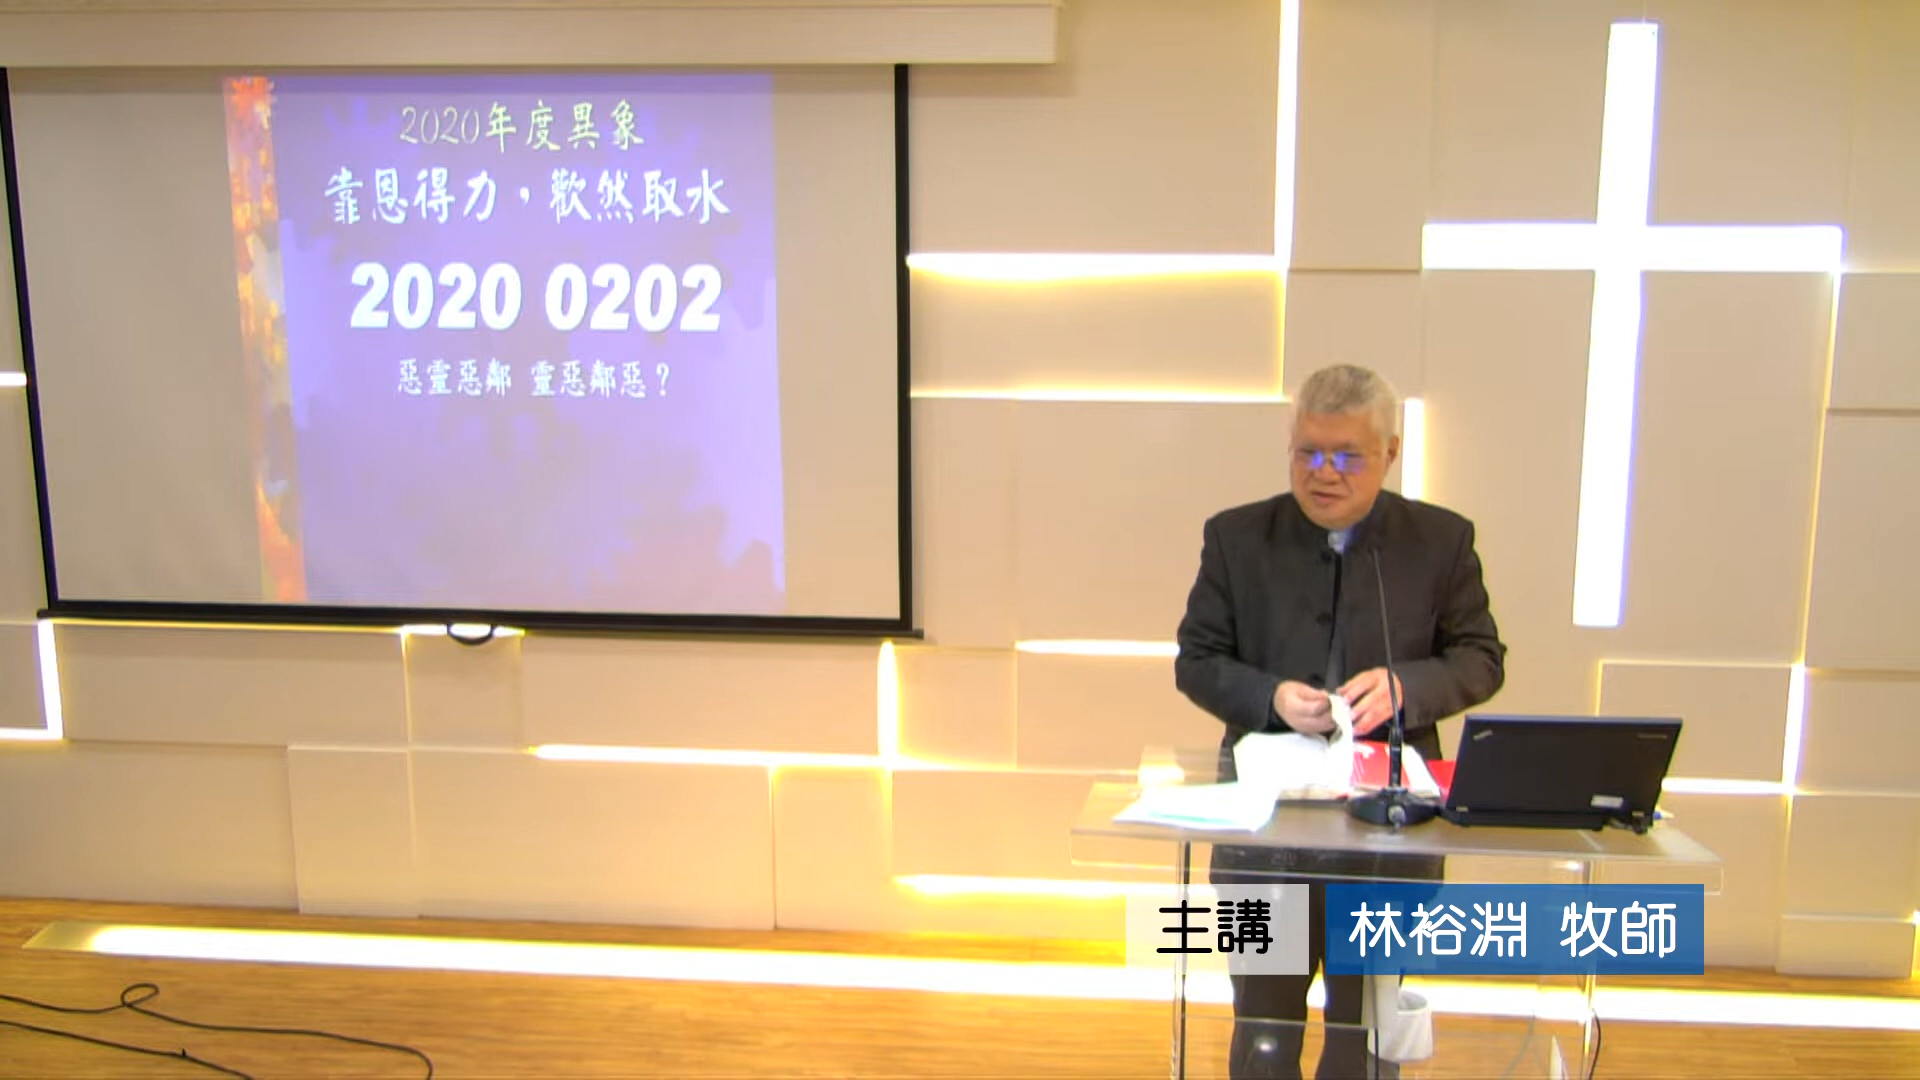 2020年度異象
靠恩得力，歡然取水
2020 0202
惡靈惡鄰 靈惡鄰惡？
主講 林裕淵 牧師